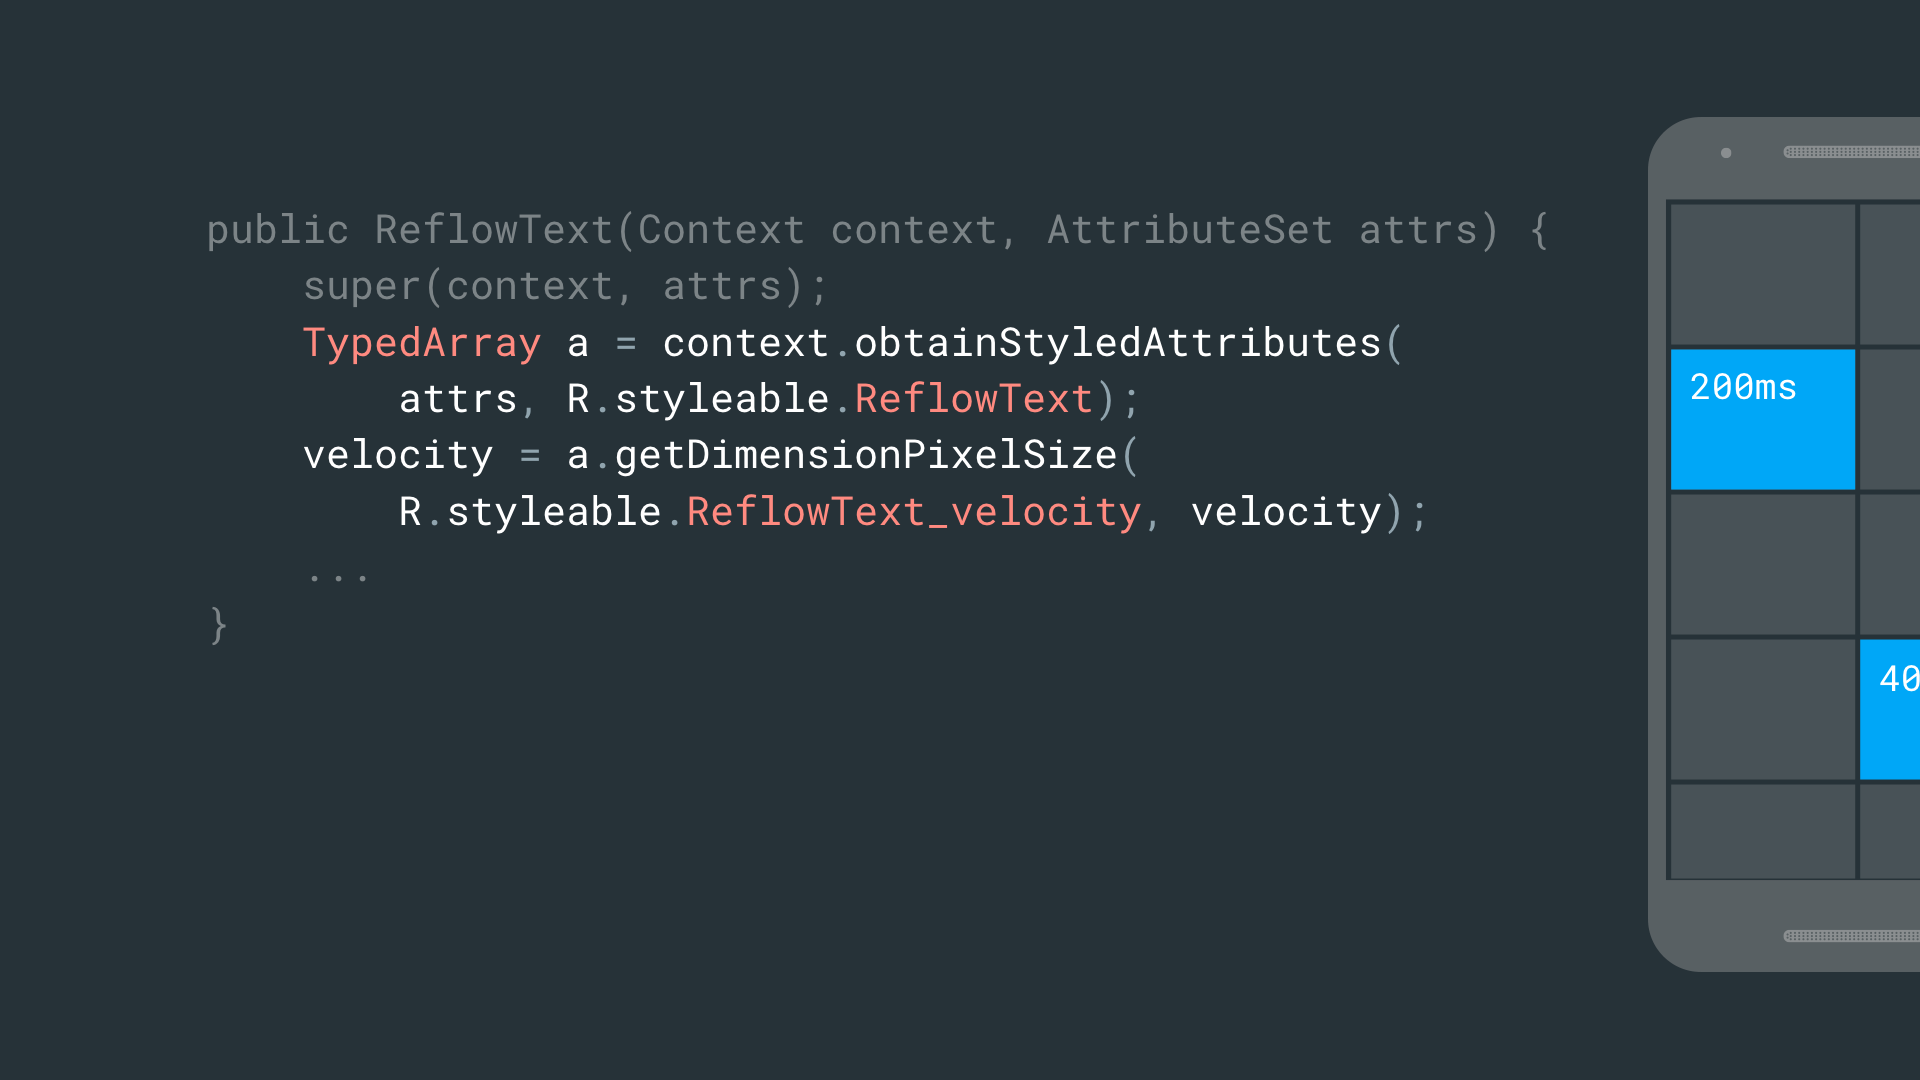 public ReflowText(Context context, AttributeSet attrs) {
    super(context, attrs);
    TypedArray a = context.obtainStyledAttributes(
        attrs, R.styleable.ReflowText);
    velocity = a.getDimensionPixelSize(
        R.styleable.ReflowText_velocity, velocity);
    ...
}
200ms
40